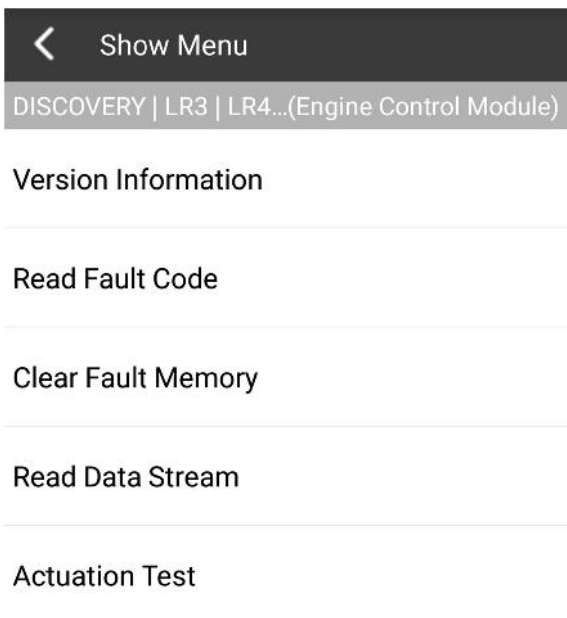 Show Menu
DISCOVERY | LR3 | LR4...(Engine Control Module)
Version Information
Read Fault Code
Clear Fault Memory
Read Data Stream
Actuation Test